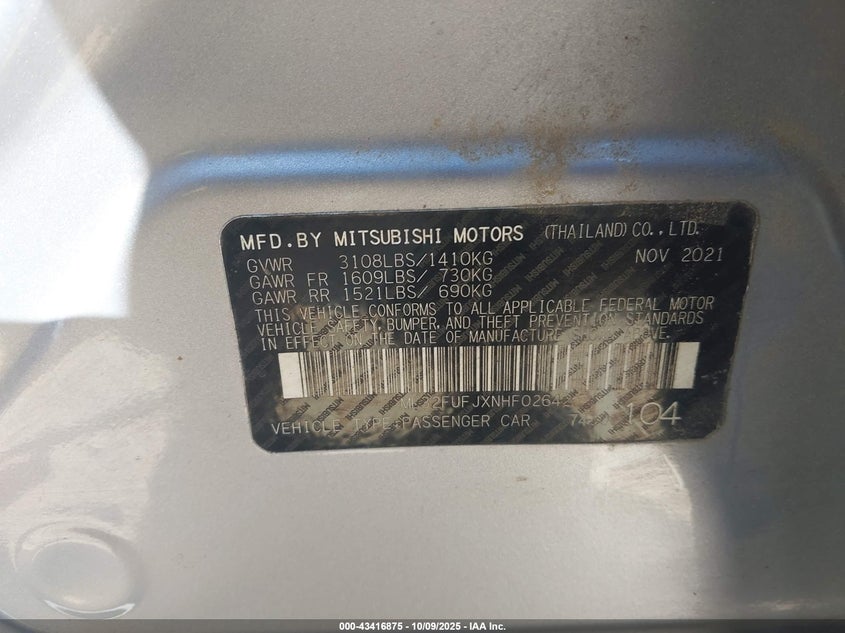 MFD.BY MITSUBISHI MOTORS (THAILAND)CO.,LTD.
GVWR 3108LBS/1410KG NOV 2021
GAWR FR 1609LBS/ 730KG
GAWR RR 1521LBS/ 690KG
THIS VEHICLE CONFORMS TO ALL APPLICABLE FEDERAL MOTOR
VEHICLE SAFETY, BUMPER, AND THEFT PREVENTION STANDARDS
IN EFFECT ON THE DATE OF MANUFACTURE
VEHICLE TYPE:PASSENGER CAR 104
000-43416875 - 10/09/2025 - IAA Inc.